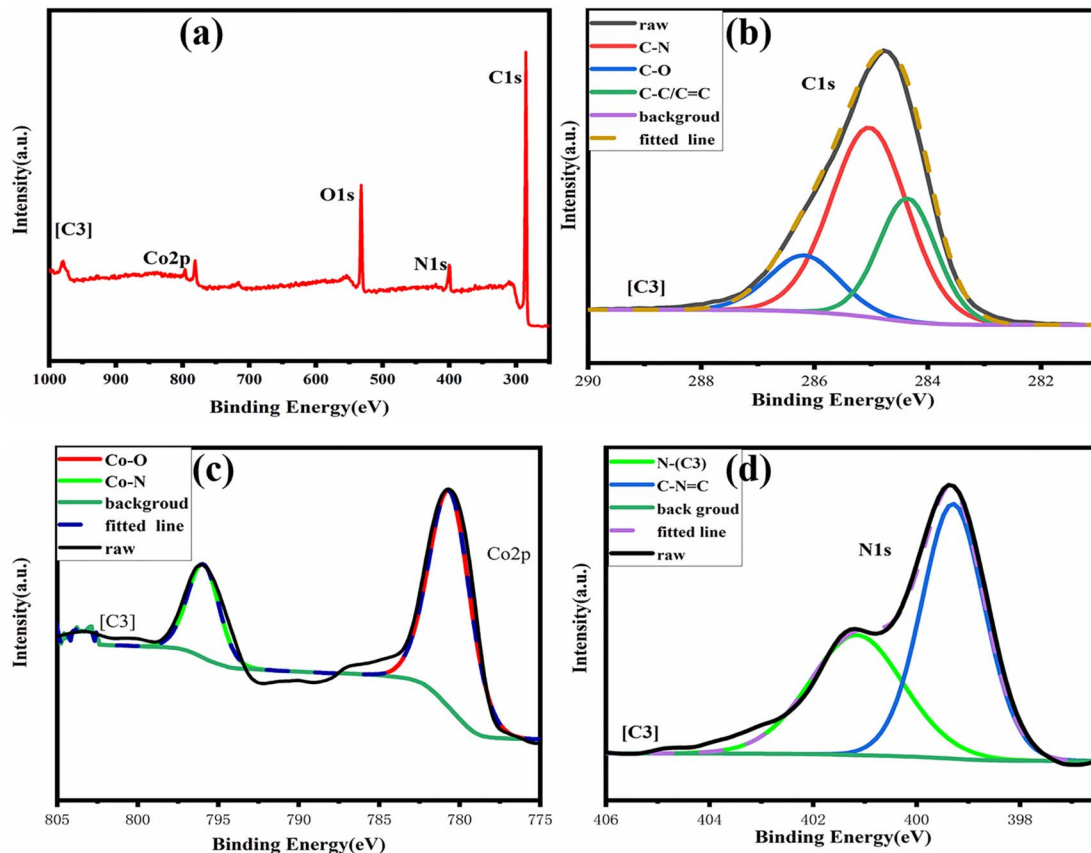 (a)
C1s
O1s
N1s
Co2p
[C3]
Intensity(a.u.)
1000 900 800 700 600 500 400 300
Binding Energy(eV)
(b)
raw
C-N
C-O
C-C/C=C
backgroud
fitted line
C1s
[C3]
Intensity(a.u.)
290 288 286 284 282
Binding Energy(eV)
(c)
Co-O
Co-N
backgroud
fitted line
raw
Co2p
[C3]
Intensity(a.u.)
805 800 795 790 785 780 775
Binding Energy(eV)
(d)
N-(C3)
C-N=C
back groud
fitted line
raw
N1s
[C3]
Intensity(a.u.)
406 404 402 400 398
Binding Energy(eV)